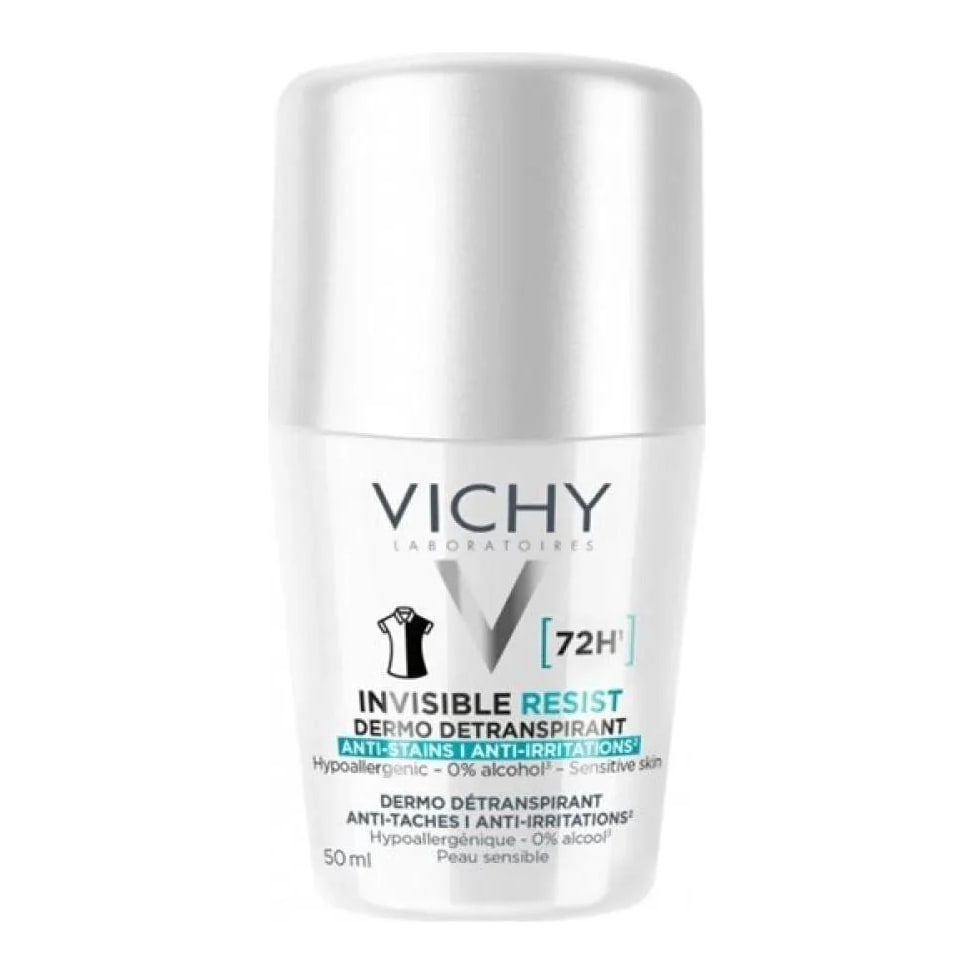 VICHY
LABORATOIRES
[72H¹]
INVISIBLE RESIST
DERMO DETRANSPIRANT
ANTI-STAINS I ANTI-IRRITATIONS²
Hypoallergenic – 0% alcohol³ – Sensitive skin
DERMO DÉTRANSPIRANT
ANTI-TACHES I ANTI-IRRITATIONS²
Hypoallergénique - 0% alcool³
Peau sensible
50 ml